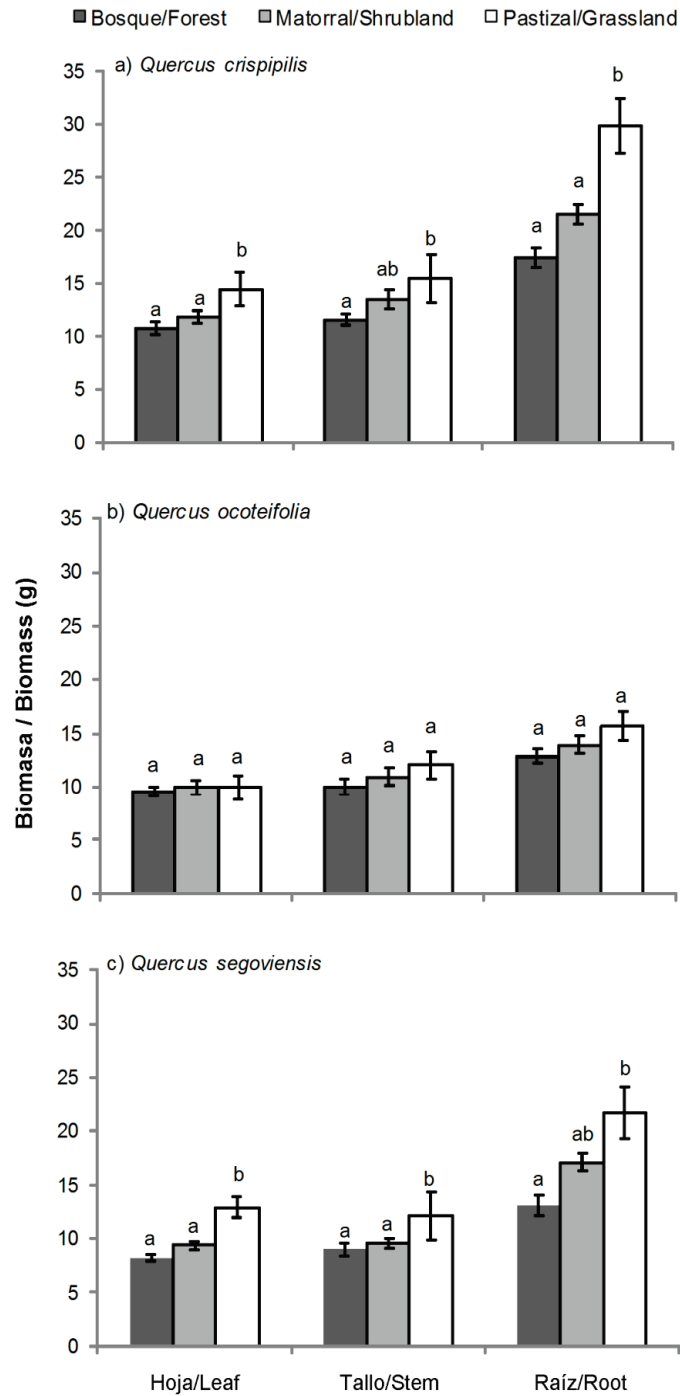 Bosque/Forest Matorral/Shrubland Pastizal/Grassland
a) Quercus crispipilis
35
30
25
20
15
10
5
0
a a b
a ab b
a a b
b) Quercus ocoteifolia
35
30
25
20
15
10
5
0
a a a
a a a
a a a
Biomasa / Biomass (g)
c) Quercus segoviensis
35
30
25
20
15
10
5
0
a a b
a a b
a ab b
Hoja/Leaf Tallo/Stem Raíz/Root